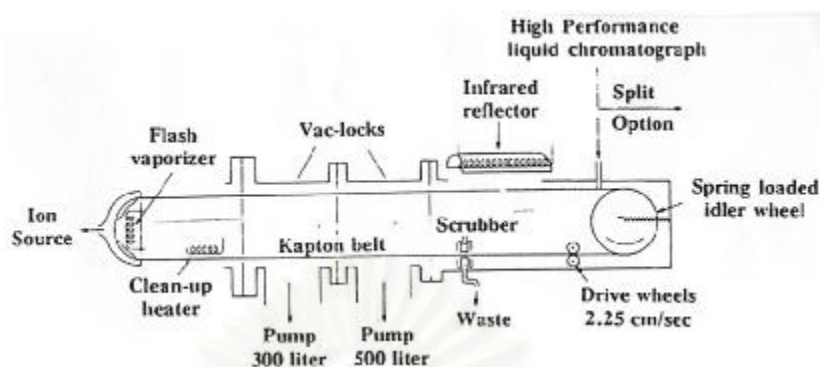 High Performance
liquid chromatograph
Infrared
reflector
Split
Option
Vac-locks
Flash
vaporizer
Spring loaded
idler wheel
Ion
Source
Scrubber
Kapton belt
Clean-up
heater
Waste
Drive wheels
2.25 cm/sec
Pump
300 liter
Pump
500 liter